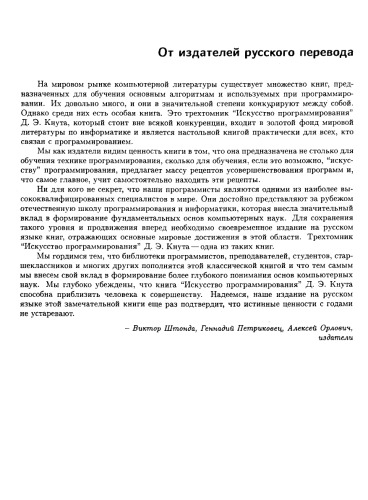 От издателей русского перевода
На мировом рынке компьютерной литературы существует множество книг, пред-
назначенных для обучения основным алгоритмам и используемых при программиро-
вании. Их довольно много, и они в значительной степени конкурируют между собой.
Однако среди них есть особая книга. Это трехтомник “Искусство программирования”
Д. Э. Кнута, который стоит вне всякой конкуренции, входит в золотой фонд мировой
литературы по информатике и является настольной книгой практически для всех, кто
связан с программированием.
Мы как издатели видим ценность книги в том, что она предназначена не столько для
обучения технике программирования, сколько для обучения, если это возможно, “искус-
ству” программирования, предлагает массу рецептов усовершенствования программ и,
что самое главное, учит самостоятельно находить эти рецепты.
Ни для кого не секрет, что наши программисты являются одними из наиболее вы-
сококвалифицированных специалистов в мире. Они достойно представляют за рубежом
отечественную школу программирования и информатики, которая внесла значительный
вклад в формирование фундаментальных основ компьютерных наук. Для сохранения
такого уровня и продвижения вперед необходимо своевременное издание на русском
языке книг, отражающих основные мировые достижения в этой области. Трехтомник
“Искусство программирования” Д. Э. Кнута — одна из таких книг.
Мы гордимся тем, что библиотеки программистов, преподавателей, студентов, стар-
шеклассников и многих других пополнятся этой классической книгой и что тем самым
мы внесем свой вклад в формирование более глубокого понимания основ компьютерных
наук. Мы глубоко убеждены, что книга “Искусство программирования” Д. Э. Кнута
способна приблизить человека к совершенству. Надеемся, наше издание на русском
языке этой замечательной книги еще раз подтвердит, что истинные ценности с годами
не устаревают.
– Виктор Штонда, Геннадий Петриковец, Алексей Орлович,
издатели